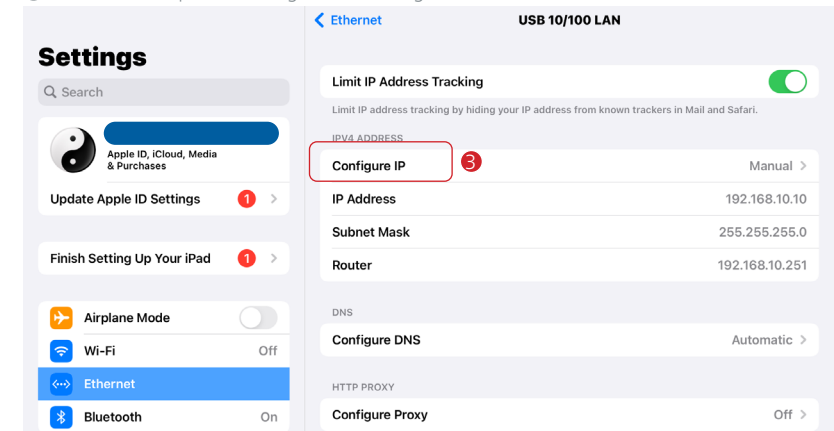 Ethernet
USB 10/100 LAN
Settings
Search
Apple ID, iCloud, Media
& Purchases
Update Apple ID Settings 1
Finish Setting Up Your iPad 1
Airplane Mode
Wi-Fi Off
Ethernet
Bluetooth On
Limit IP Address Tracking
Limit IP address tracking by hiding your IP address from known trackers in Mail and Safari.
IPV4 ADDRESS
Configure IP 3 Manual
IP Address 192.168.10.10
Subnet Mask 255.255.255.0
Router 192.168.10.251
DNS
Configure DNS Automatic
HTTP PROXY
Configure Proxy Off